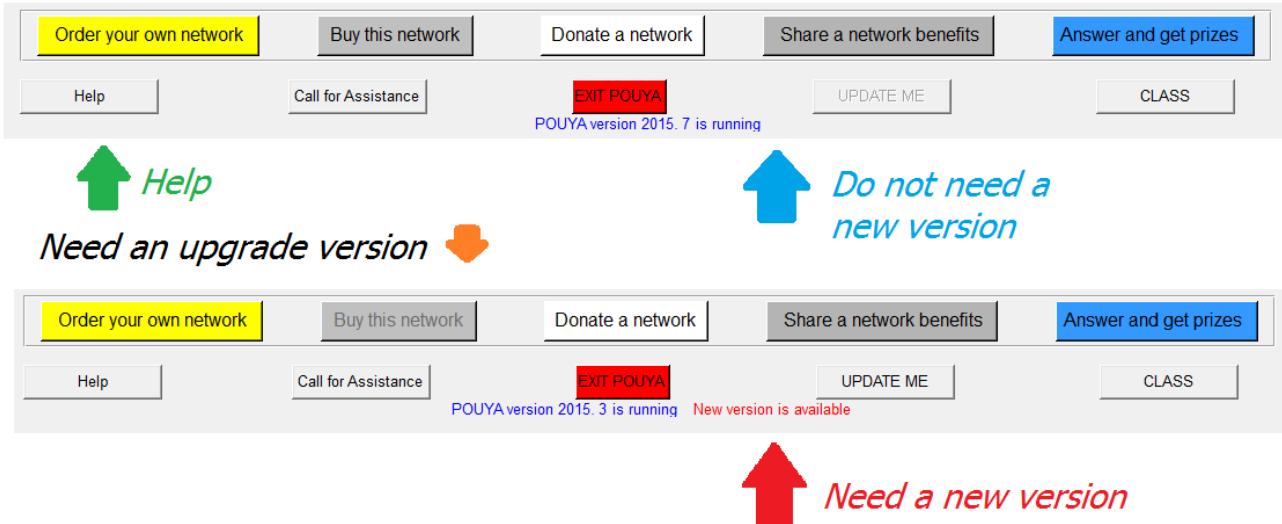 Order your own network Buy this network Donate a network Share a network benefits Answer and get prizes
Help Call for Assistance EXIT POUYA UPDATE ME CLASS
POUYA version 2015. 7 is running
Help
Do not need a
new version
Need an upgrade version
Order your own network Buy this network Donate a network Share a network benefits Answer and get prizes
Help Call for Assistance EXIT POUYA UPDATE ME CLASS
POUYA version 2015. 3 is running New version is available
Need a new version